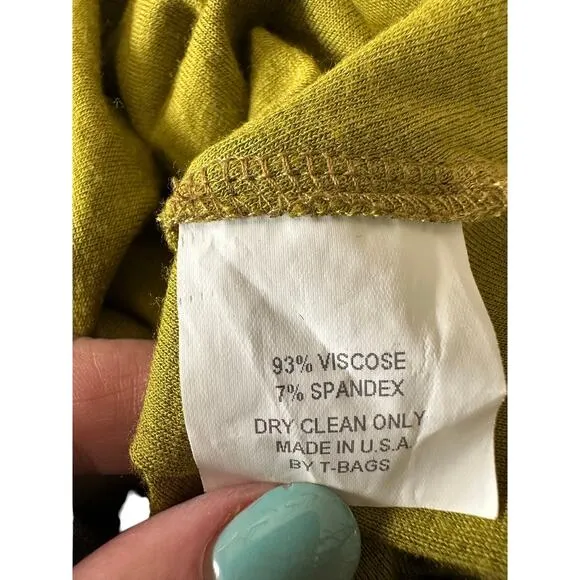 93% VISCOSE
7% SPANDEX
DRY CLEAN ONLY
MADE IN U.S.A
BY T-BAGS